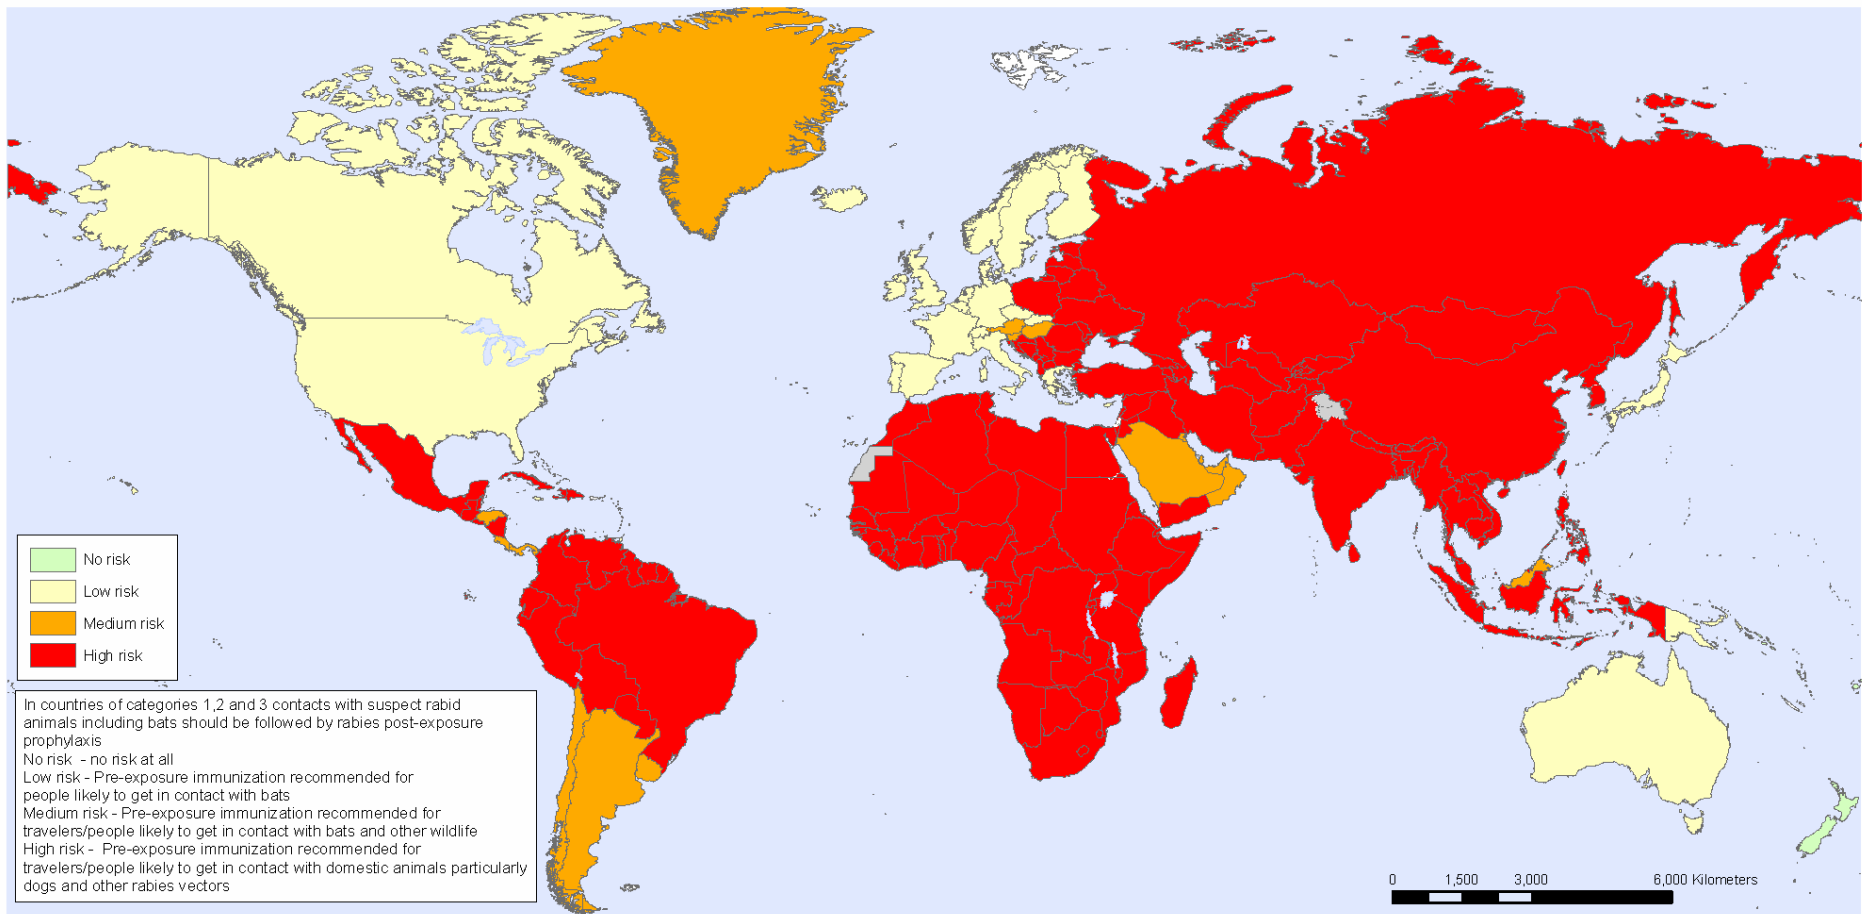 No risk
Low risk
Medium risk
High risk
In countries of categories 1,2 and 3 contacts with suspect rabid
animals including bats should be followed by rabies post-exposure
prophylaxis
No risk - no risk at all
Low risk - Pre-exposure immunization recommended for
people likely to get in contact with bats
Medium risk - Pre-exposure immunization recommended for
travelers/people likely to get in contact with bats and other wildlife
High risk - Pre-exposure immunization recommended for
travelers/people likely to get in contact with domestic animals particularly
dogs and other rabies vectors
0 1,500 3,000 6,000 Kilometers